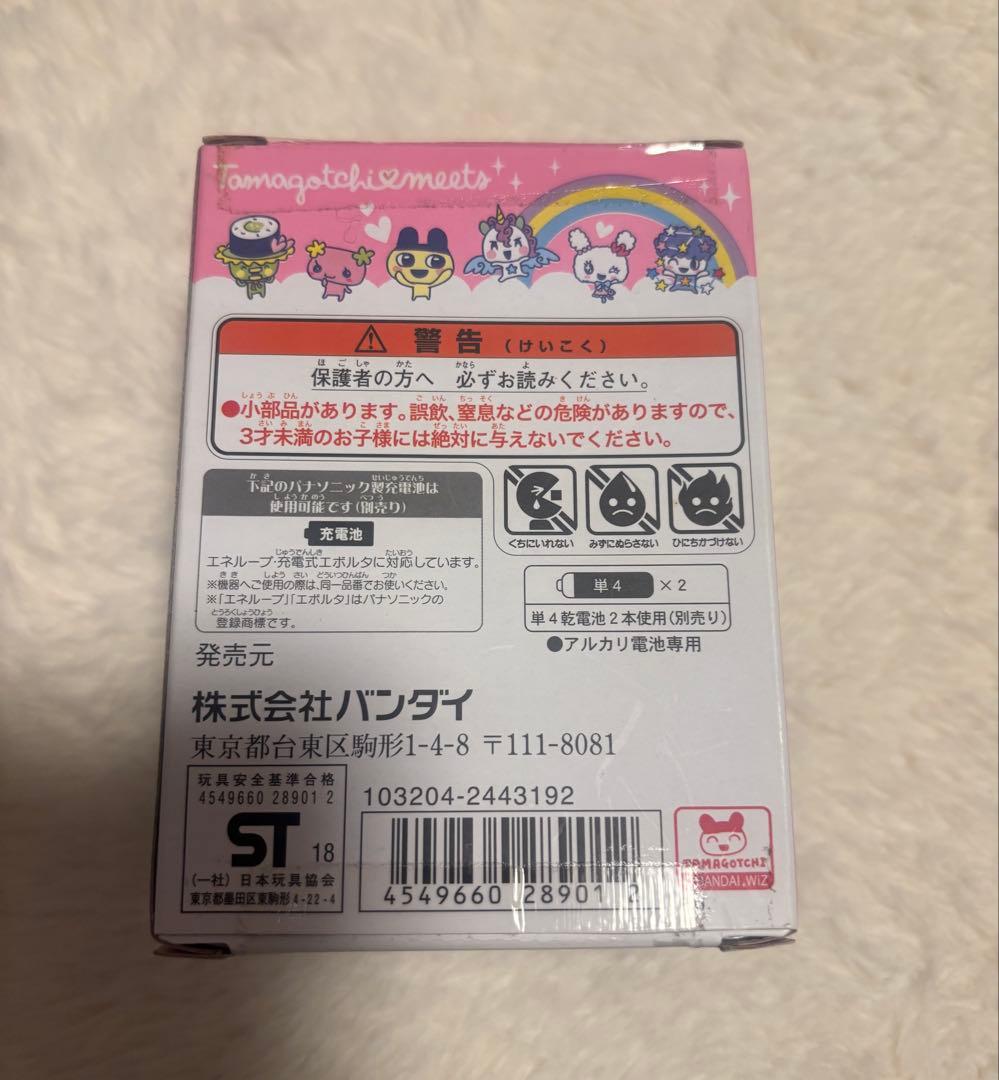 Tamagotchi♡meets
警告 (けいこく)
保護者の方へ 必ずお読みください。
●小部品があります。誤飲、窒息などの危険がありますので、
3才未満のお子様には絶対に与えないでください。
下記のパナソニック製充電池は
使用可能です(別売り)
充電池
エネループ・充電式エボルタに対応しています。
※機器へご使用の際は、同一品番でお使いください。
※「エネループ」「エボルタ」はパナソニックの
登録商標です。
くちにいれない みずにぬらさない ひにちかづけない
単4 ×2
単4乾電池2本使用(別売り)
●アルカリ電池専用
発売元
株式会社バンダイ
東京都台東区駒形1-4-8 〒111-8081
玩具安全基準合格
4549660 28901 2
ST 18
(一社) 日本玩具協会
東京都墨田区東駒形4-22-4
103204-2443192
4549660 28901 2
TAMAGOTCHI
BANDAI,WiZ